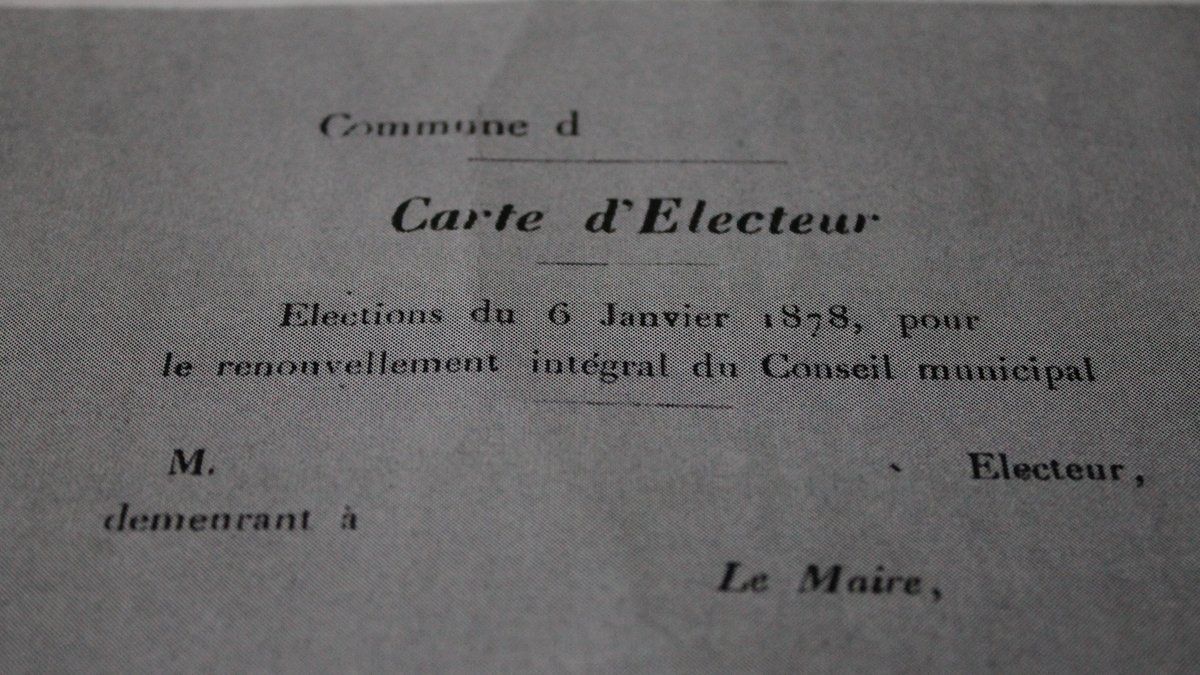 Commune d
Carte d'Electeur
Elections du 6 Janvier 1878, pour
le renouvellement intégral du Conseil municipal
M. Electeur,
demeurant à
Le Maire,